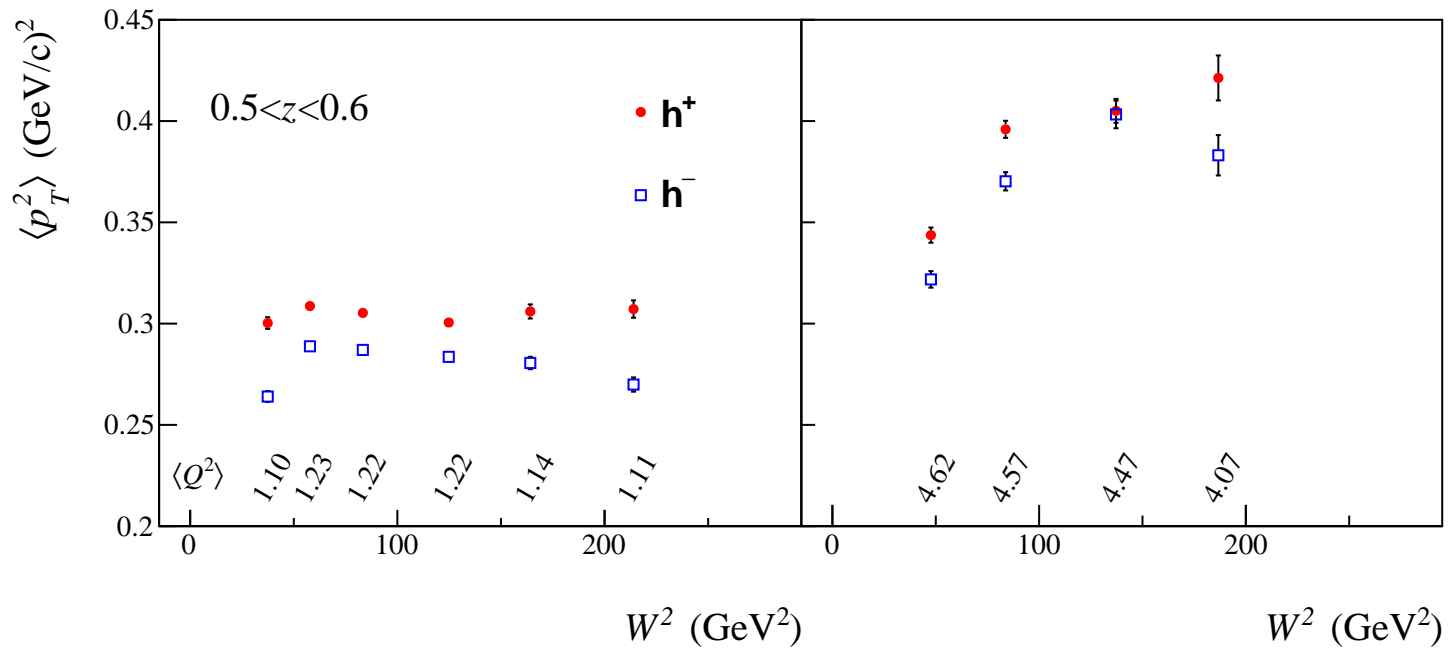 ⟨p_T^2⟩ (GeV/c)^2
0.45
0.4
0.35
0.3
0.25
0.2
0.5<z<0.6
h^+
h^−
⟨Q^2⟩ 1.10 1.23 1.22 1.22 1.14 1.11
4.62 4.57 4.47 4.07
0 100 200
0 100 200
W^2 (GeV^2)
W^2 (GeV^2)